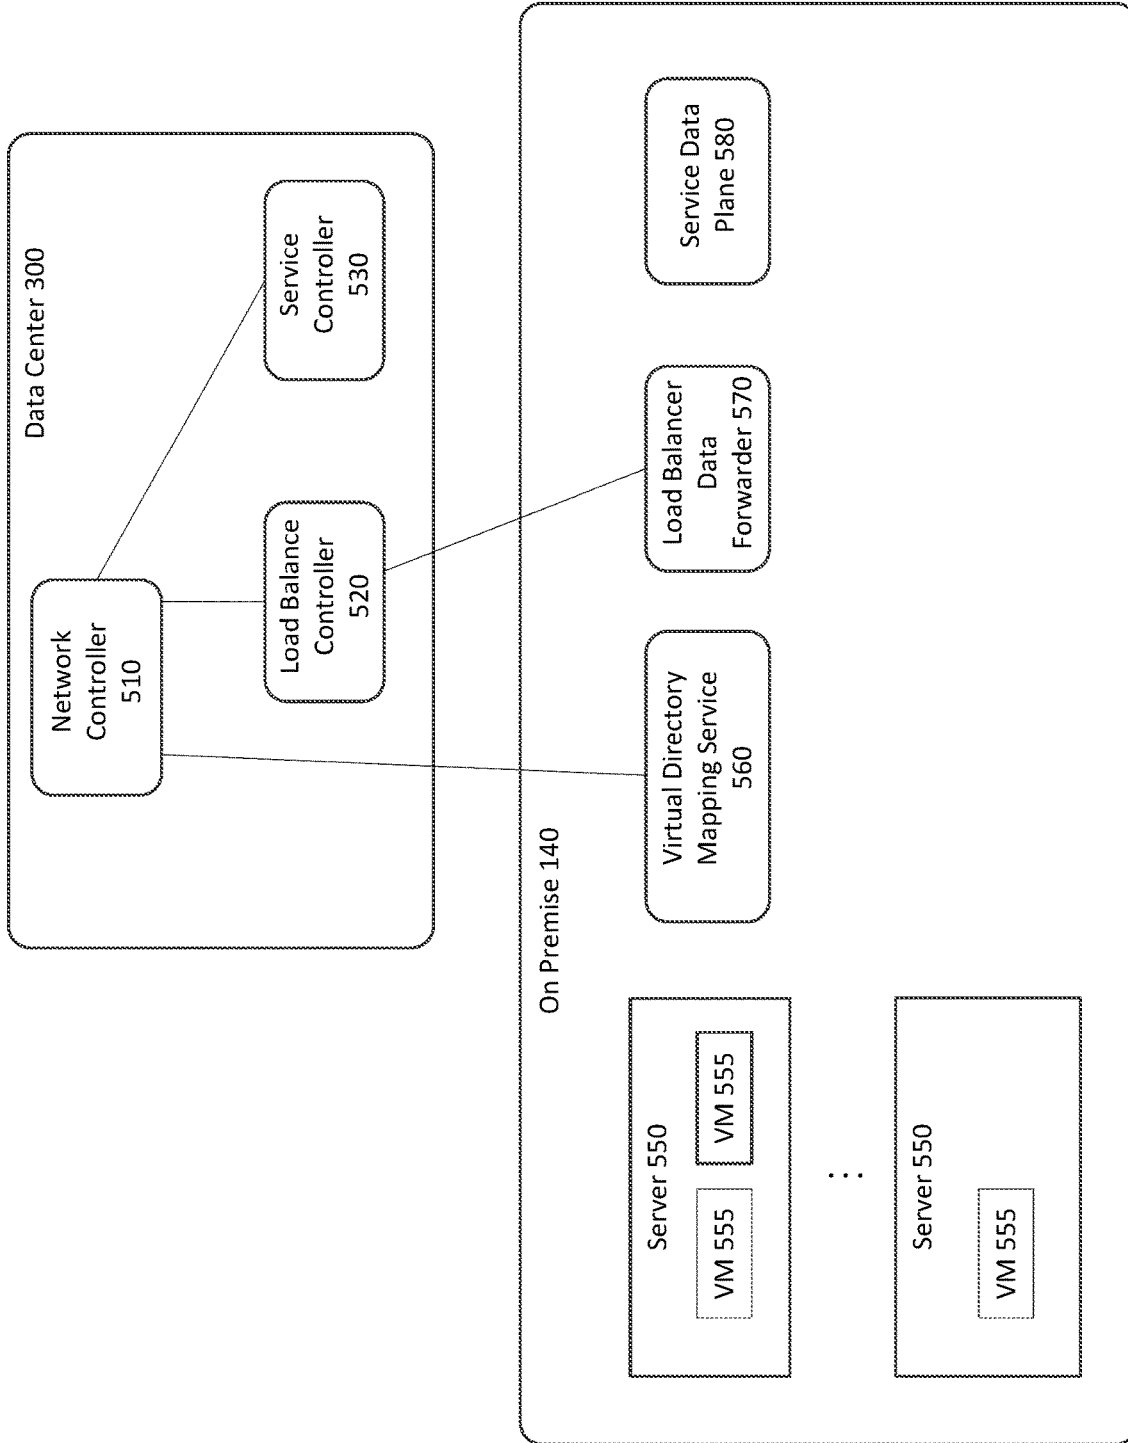 Data Center 300
Network
Controller
510
Load Balance
Controller
520
Service
Controller
530
On Premise 140
Server 550
VM 555
VM 555
...
Server 550
VM 555
Virtual Directory
Mapping Service
560
Load Balancer
Data
Forwarder 570
Service Data
Plane 580